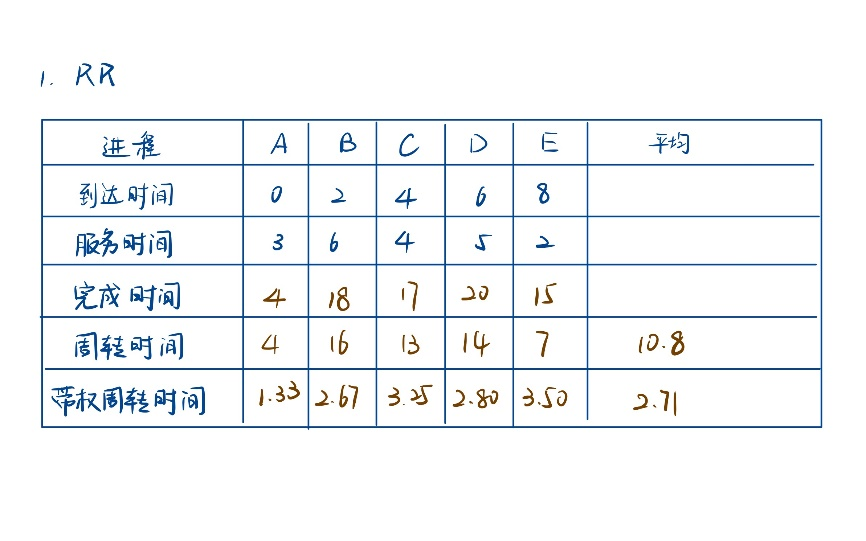 1. RR
进程 A B C D E 平均
到达时间 0 2 4 6 8
服务时间 3 6 4 5 2
完成时间 4 18 17 20 15
周转时间 4 16 13 14 7 10.8
带权周转时间 1.33 2.67 3.25 2.80 3.50 2.71